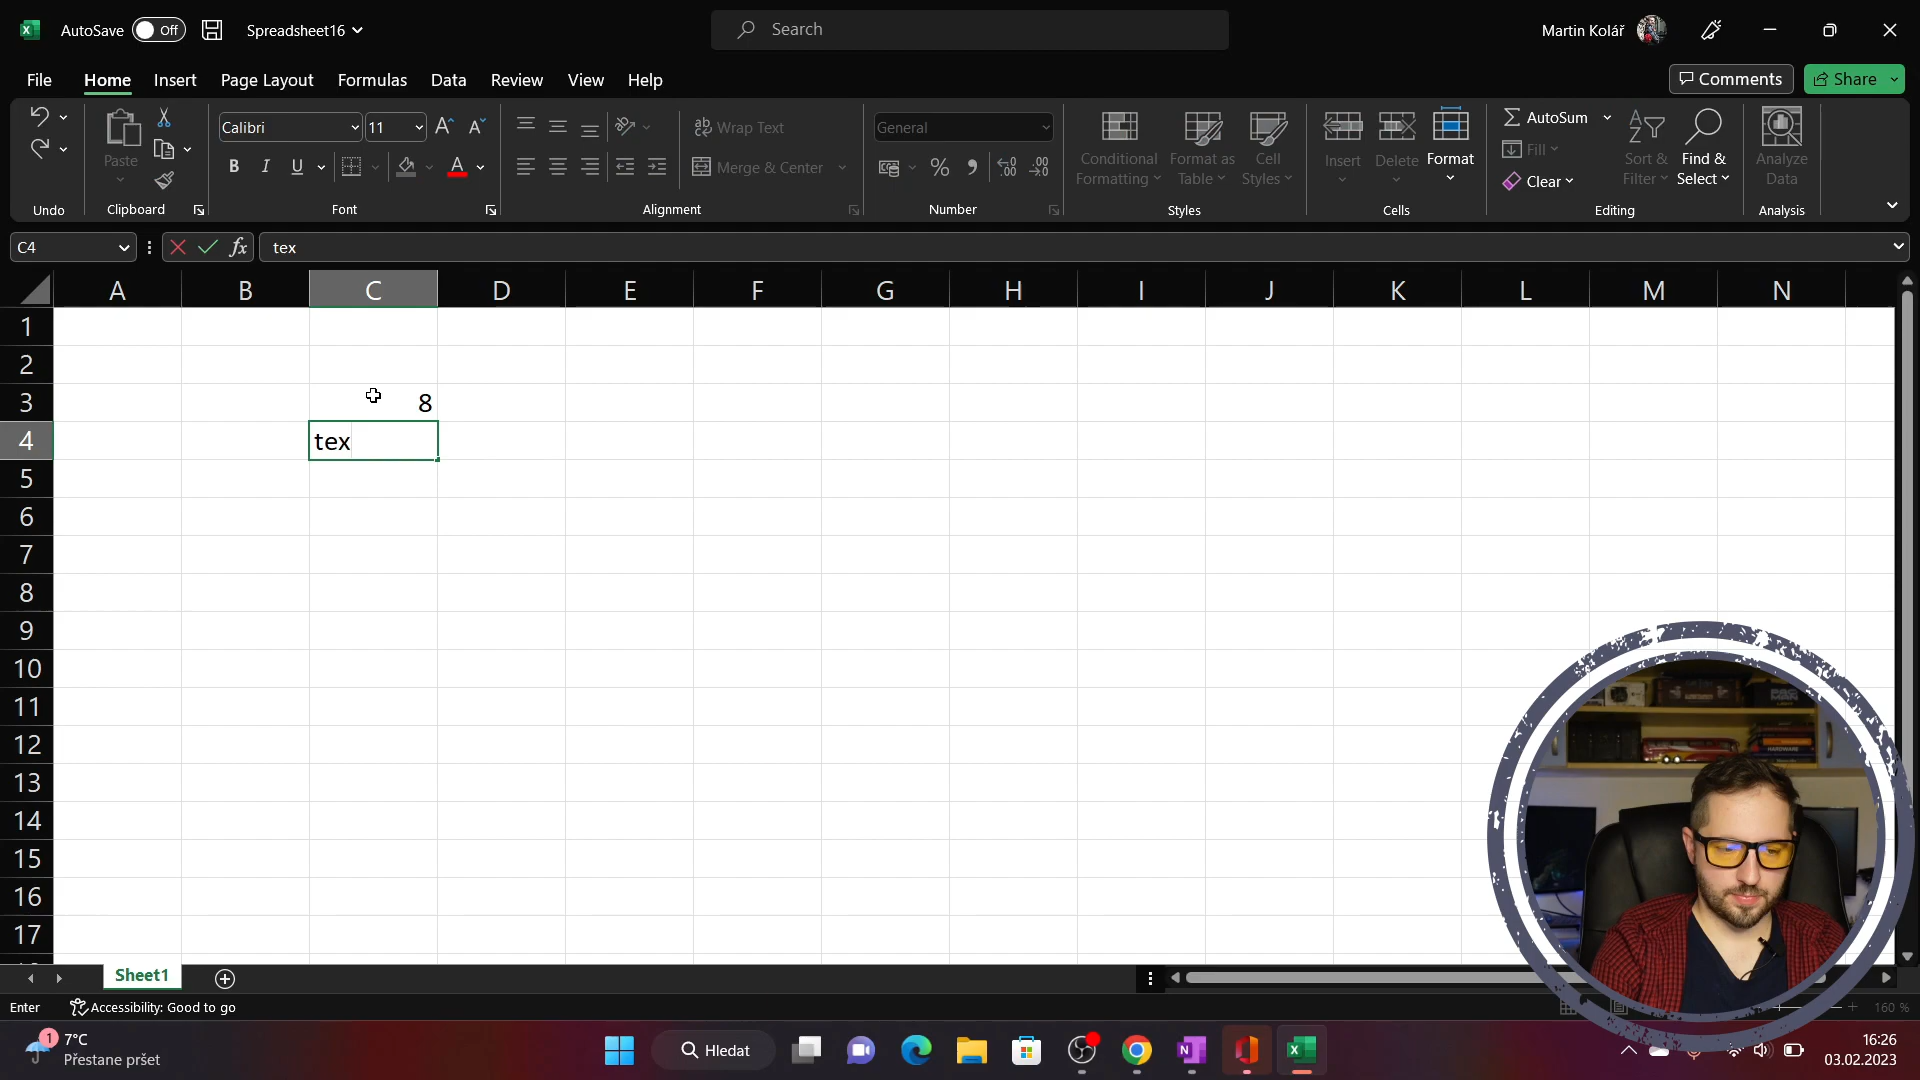 AutoSave Off Spreadsheet16 Search Martin Kolář
File Home Insert Page Layout Formulas Data Review View Help Comments Share
Calibri 11 Wrap Text General AutoSum
Paste B I U Merge & Center % Conditional Formatting Format as Table Cell Styles Insert Delete Format Fill Sort & Filter Find & Select Analyze Data
Clear
Undo Clipboard Font Alignment Number Styles Cells Editing Analysis
C4 fx tex
A B C D E F G H I J K L M N
1
2
3 8
4 tex
5
6
7
8
9
10
11
12
13
14
15
16
17
Sheet1
Enter Accessibility: Good to go 160 %
1 7°C
Přestane pršet
Hledat
16:26
03.02.2023